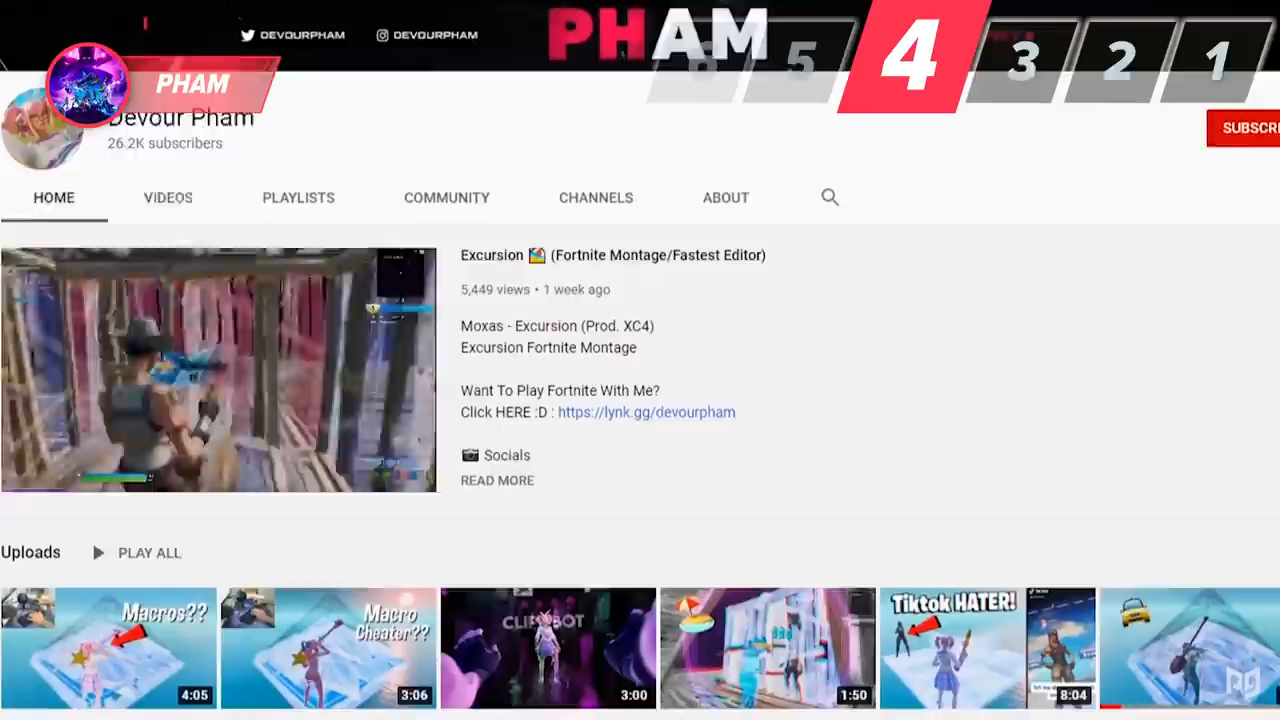 DEVOURPHAM DEVOURPHAM
PHAM
6 5 4 3 2 1
PHAM
Devour Pham
26.2K subscribers
SUBSCRI
HOME VIDEOS PLAYLISTS COMMUNITY CHANNELS ABOUT
Excursion 🏖 (Fortnite Montage/Fastest Editor)
5,449 views • 1 week ago
Moxas - Excursion (Prod. XC4)
Excursion Fortnite Montage
Want To Play Fortnite With Me?
Click HERE :D : https://lynk.gg/devourpham
📷 Socials
READ MORE
Uploads PLAY ALL
Macros??
4:05
Macro
Cheater??
3:06
3:00
1:50
Tiktok HATER!
8:04